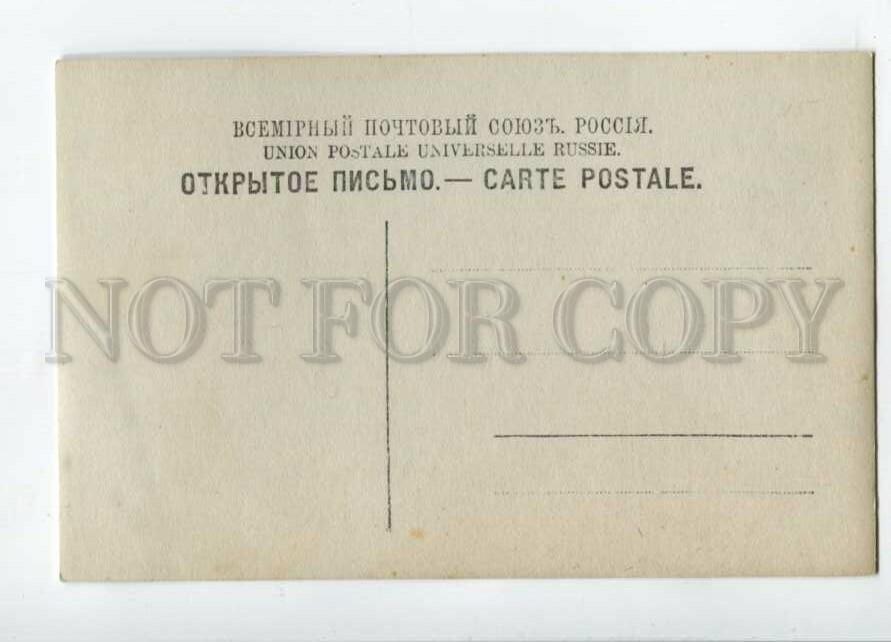 ВСЕМІРНЫЙ ПОЧТОВЫЙ СОЮЗЪ. РОССІЯ.
UNION POSTALE UNIVERSELLE RUSSIE.
ОТКРЫТОЕ ПИСЬМО.— CARTE POSTALE.
NOT FOR COPY